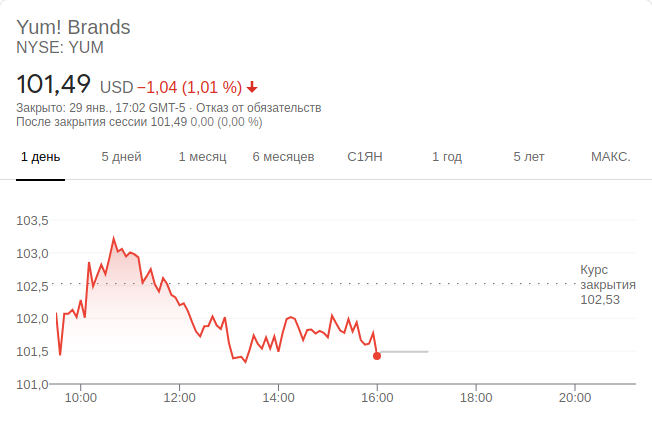 Yum! Brands
NYSE: YUM
101,49 USD −1,04 (1,01 %)
Закрыто: 29 янв., 17:02 GMT-5 · Отказ от обязательств
После закрытия сессии 101,49 0,00 (0,00 %)
1 день 5 дней 1 месяц 6 месяцев С1ЯН 1 год 5 лет МАКС.
103,5
103,0
102,5
102,0
101,5
101,0
Курс
закрытия
102,53
10:00 12:00 14:00 16:00 18:00 20:00